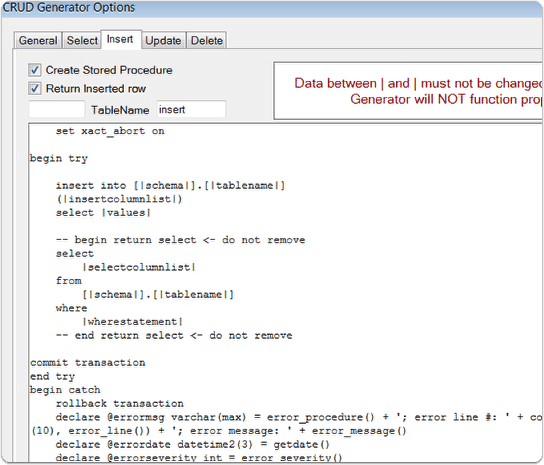 CRUD Generator Options
General Select Insert Update Delete
Create Stored Procedure
Return Inserted row
TableName insert
Data between | and | must not be changed
Generator will NOT function
set xact_abort on
begin try
insert into [|schema|].[|tablename|]
(|insertcolumnlist|)
select |values|
-- begin return select <- do not remove
select
|selectcolumnlist|
from
[|schema|].[|tablename|]
where
|wherestatement|
-- end return select <- do not remove
commit transaction
end try
begin catch
rollback transaction
declare @errormsg varchar(max) = error_procedure() + '; error line #: ' + co
(10), error_line()) + '; error message: ' + error_message()
declare @errordate datetime2(3) = getdate()
declare @errorseverity int = error_severity()